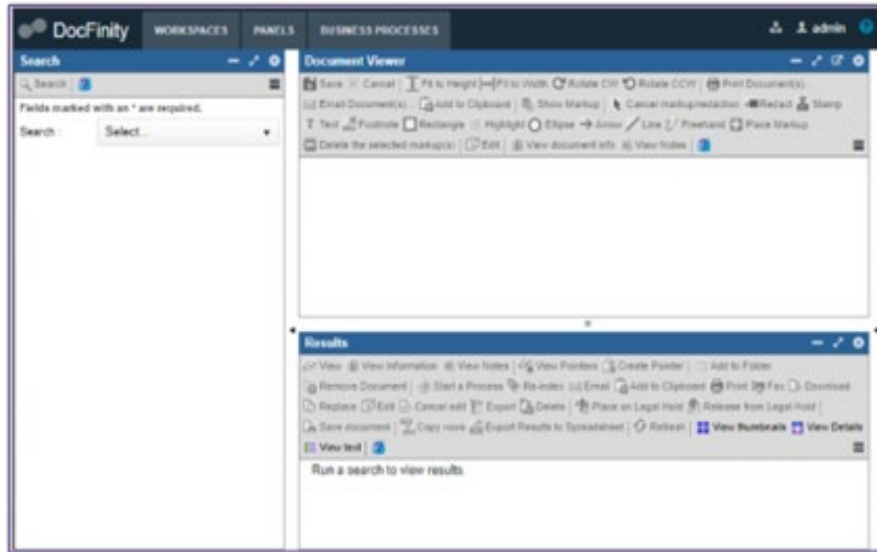 DocFinity WORKSPACES PANELS BUSINESS PROCESSES admin
Search
Search
Fields marked with an * are required.
Search : Select...
Document Viewer
Save Cancel Fit to Height Fit to Width Rotate CW Rotate CCW Print Document(s)...
Email Document(s)... Add to Clipboard Show Markup Cancel markup/redaction Redact Stamp
Text Footnote Rectangle Highlight Ellipse Arrow Line Freehand Place Markup
Delete the selected markup(s) Edit View document info View Notes
Results
View View Information View Notes View Pointers Create Pointer Add to Folder
Remove Document Start a Process Re-index Email Add to Clipboard Print Fax Download
Replace Edit Cancel edit Export Delete Place on Legal Hold Release from Legal Hold
Save document Copy rows Export Results to Spreadsheet Refresh View thumbnails View Details
View text
Run a search to view results.